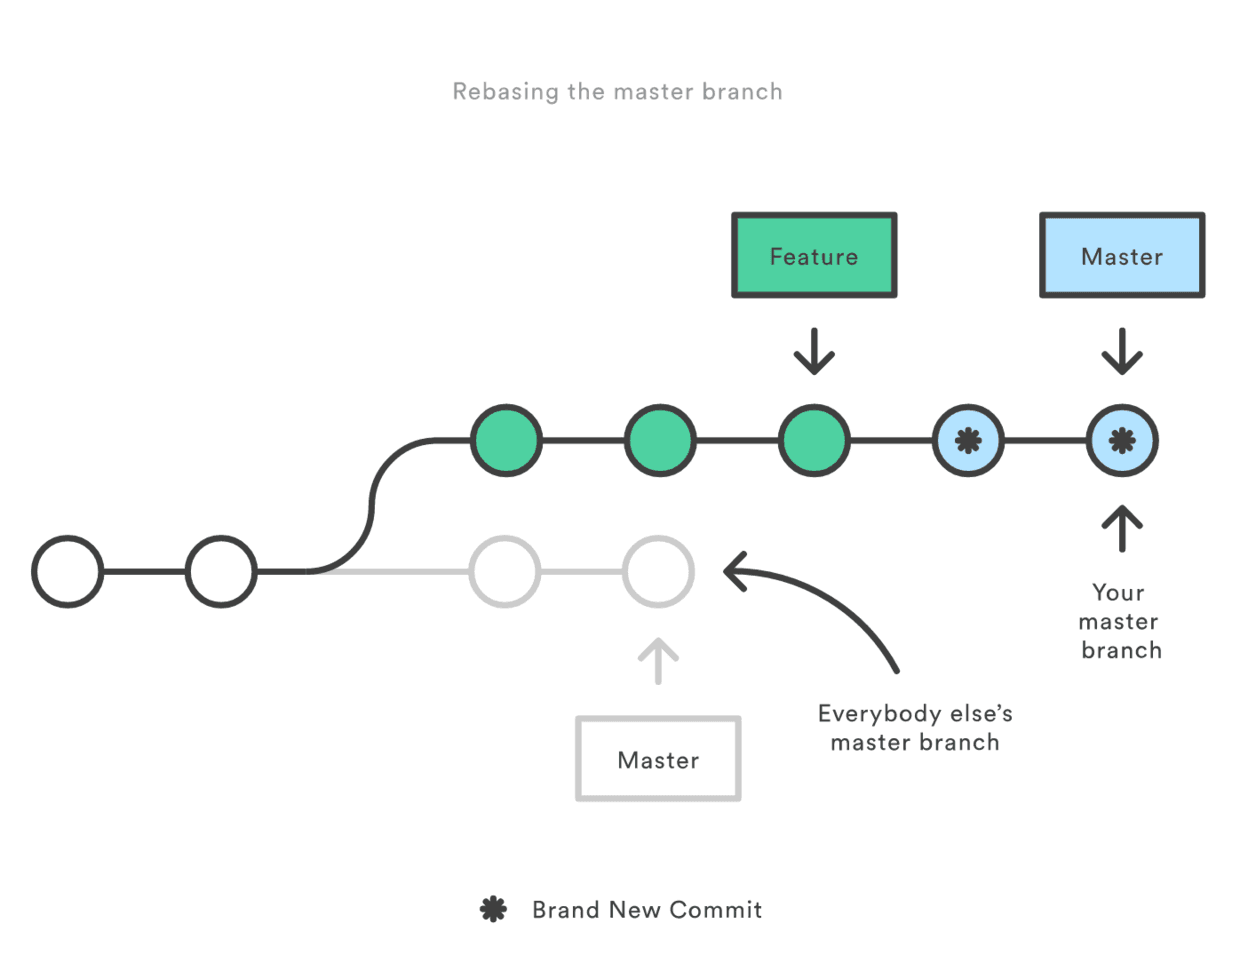 Rebasing the master branch
Feature
Master
Your
master
branch
Everybody else’s
master branch
Master
Brand New Commit